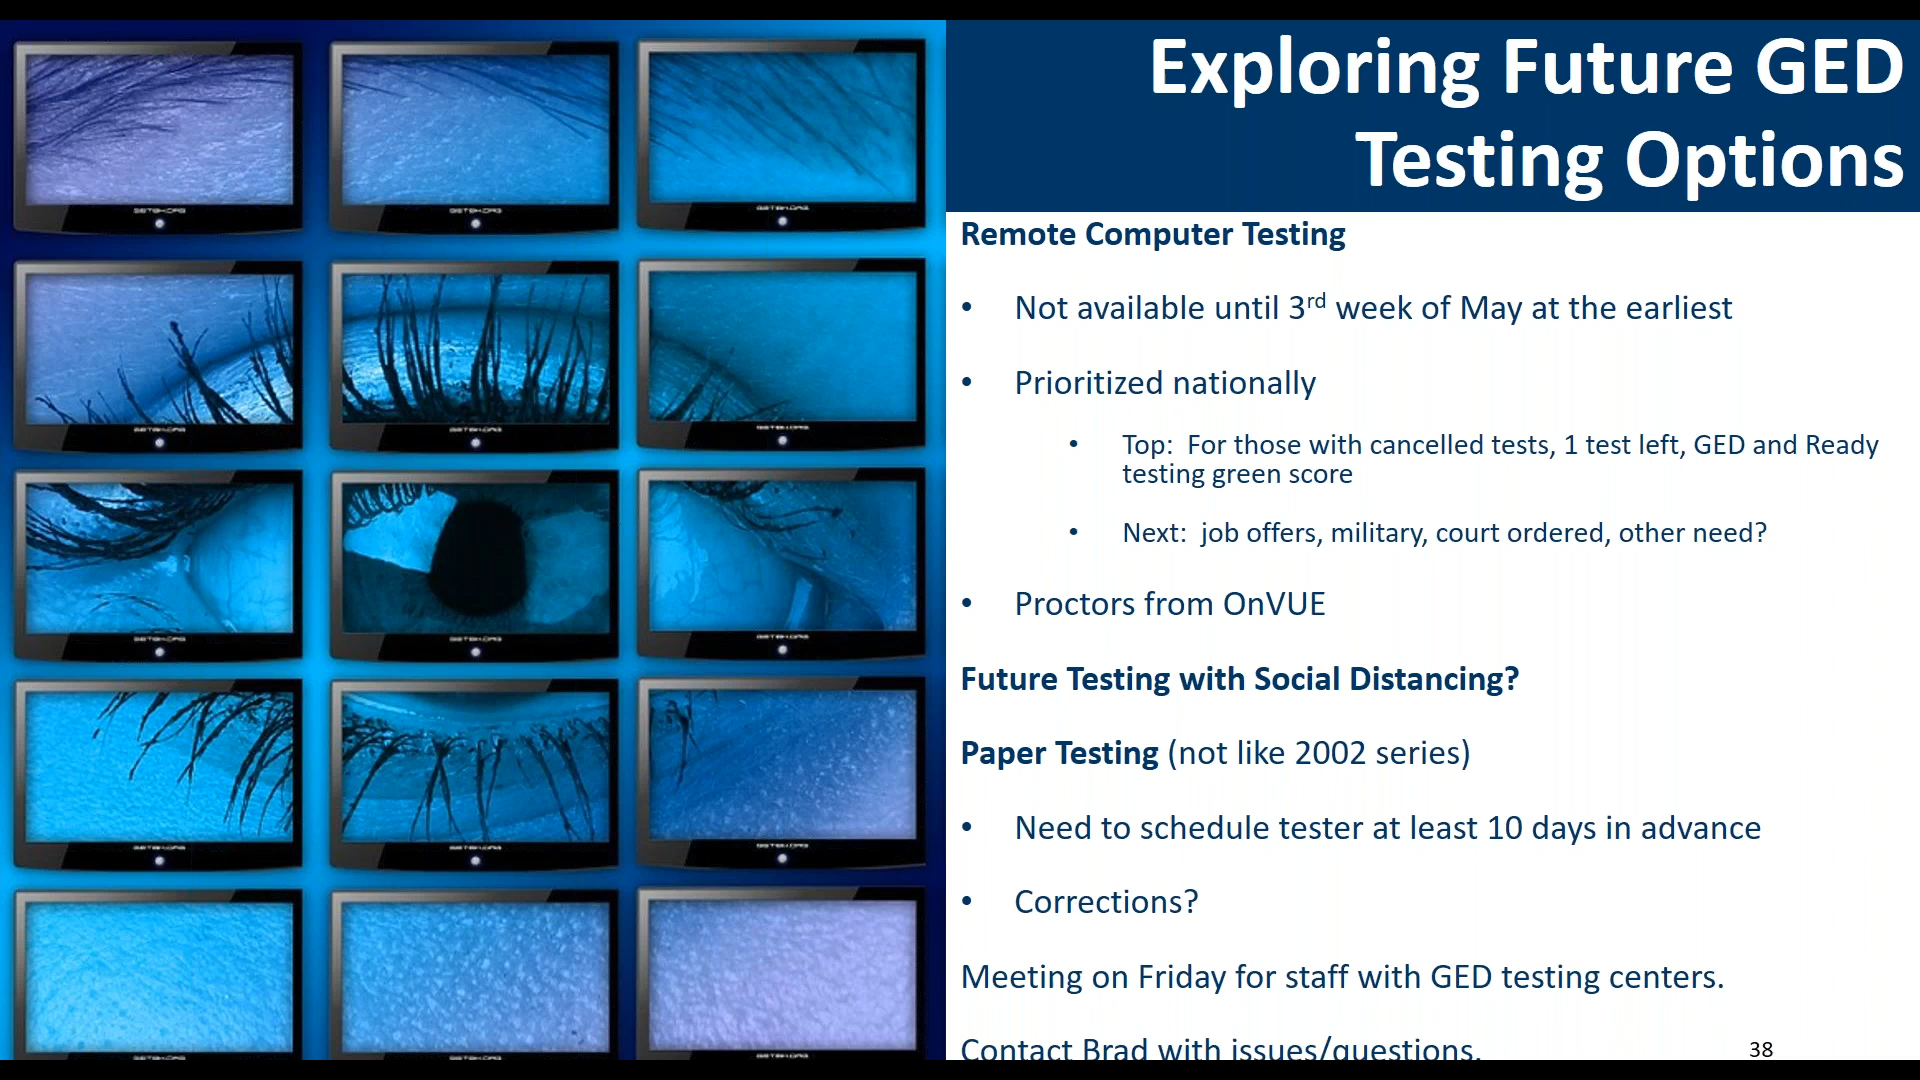 Exploring Future GED
Testing Options
Remote Computer Testing
• Not available until 3rd week of May at the earliest
• Prioritized nationally
• Top:  For those with cancelled tests, 1 test left, GED and Ready
testing green score
• Next:  job offers, military, court ordered, other need?
• Proctors from OnVUE
Future Testing with Social Distancing?
Paper Testing (not like 2002 series)
• Need to schedule tester at least 10 days in advance
• Corrections?
Meeting on Friday for staff with GED testing centers.
Contact Brad with issues/questions.
38